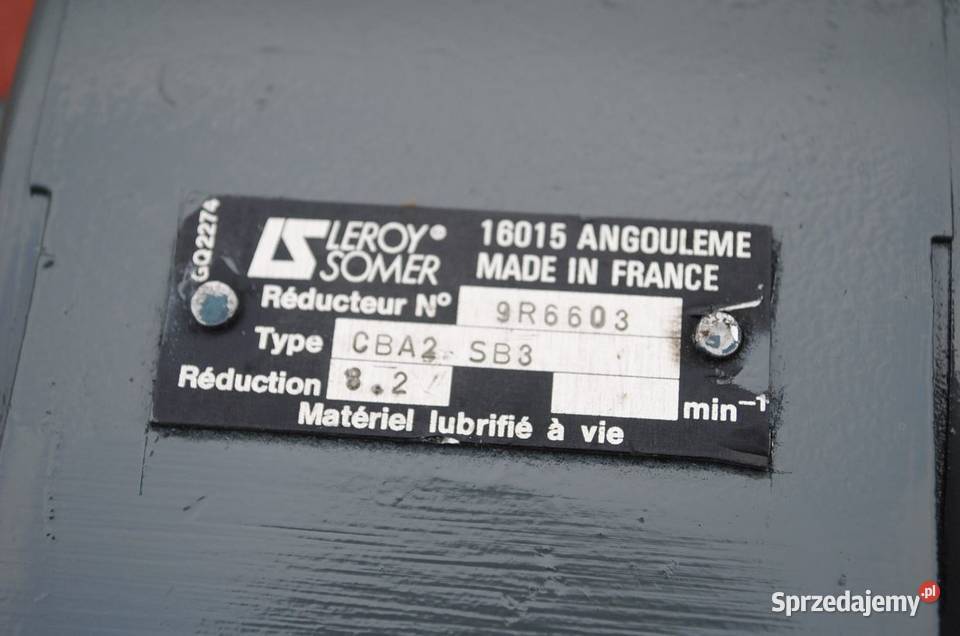 GQ2274
LEROY® 16015 ANGOULEME
SOMER MADE IN FRANCE
Réducteur Nº 9R6603
Type CBA2 SB3
Réduction 8.2
min-1
Matériel lubrifié à vie
Sprzedajemy.pl